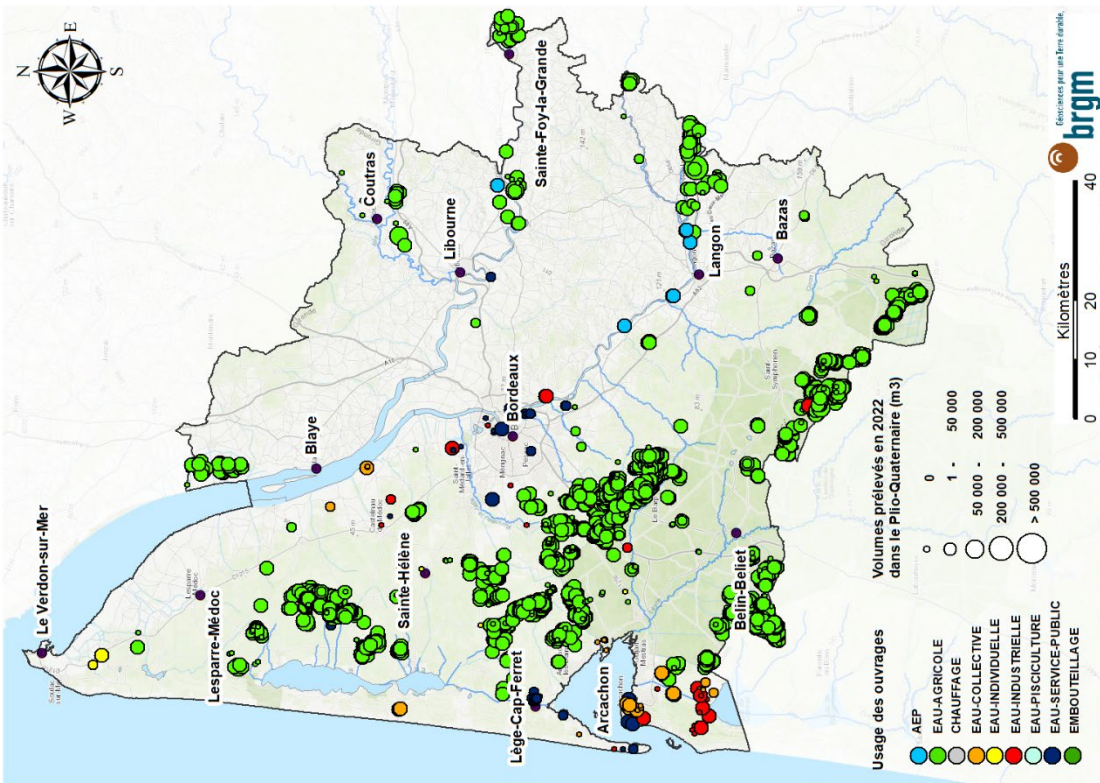 N
W E
S
Le Verdon-sur-Mer
Lesparre-Médoc
Blaye
Coutras
Libourne
Sainte-Foy-la-Grande
Sainte-Hélène
Bordeaux
Lège-Cap-Ferret
Arcachon
Belin-Beliet
Langon
Bazas
Usage des ouvrages
AEP
EAU-AGRICOLE
CHAUFFAGE
EAU-COLLECTIVE
EAU-INDIVIDUELLE
EAU-INDUSTRIELLE
EAU-PISCICULTURE
EAU-SERVICE-PUBLIC
EMBOUTEILLAGE
Volumes prélevés en 2022
dans le Plio-Quaternaire (m3)
0
1 - 50 000
50 000 - 200 000
200 000 - 500 000
> 500 000
0 10 20 40
Kilomètres
Géosciences pour une Terre durable
brgm